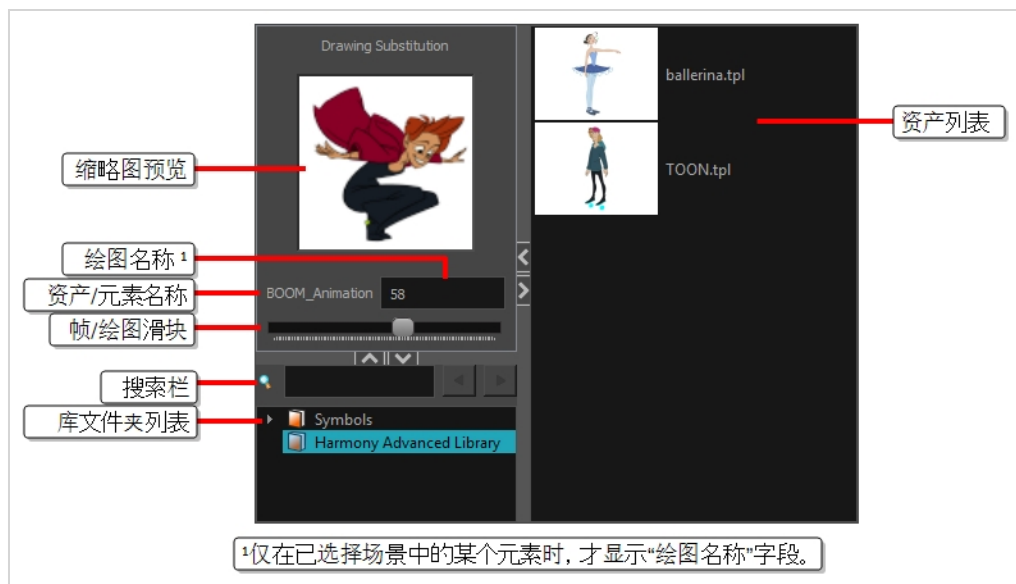 Drawing Substitution
ballerina.tpl
资产列表
缩略图预览
TOON.tpl
绘图名称 1
资产/元素名称
BOOM_Animation 58
帧/绘图滑块
搜索栏
库文件夹列表
Symbols
Harmony Advanced Library
1仅在已选择场景中的某个元素时，才显示“绘图名称”字段。